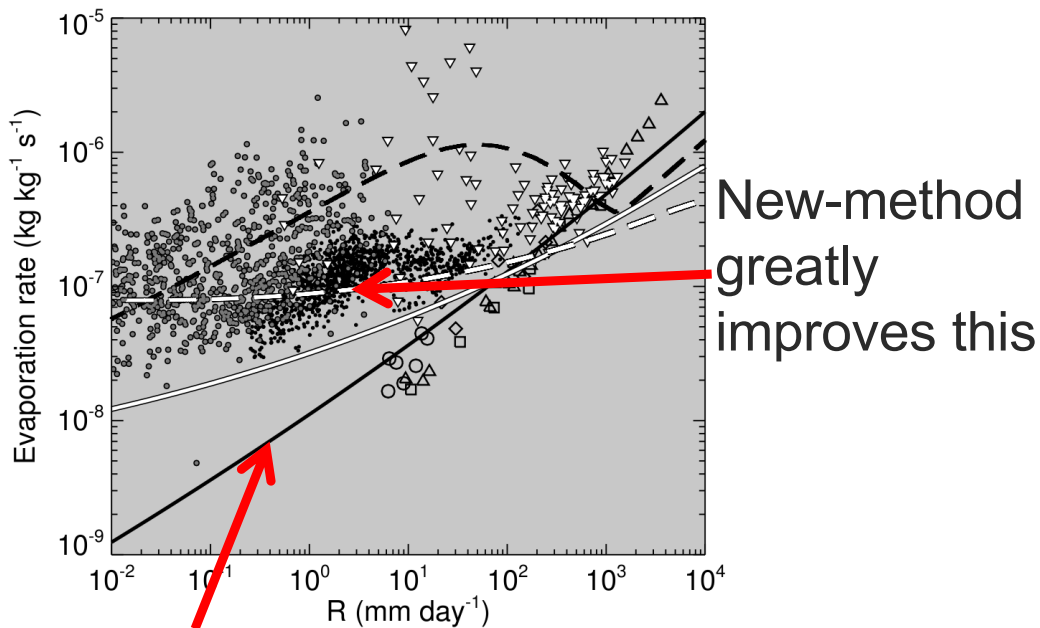 10⁻⁵
10⁻⁶
10⁻⁷
10⁻⁸
10⁻⁹
Evaporation rate (kg kg⁻¹ s⁻¹)
10⁻² 10⁻¹ 10⁰ 10¹ 10² 10³ 10⁴
R (mm day⁻¹)
New-method
greatly
improves this